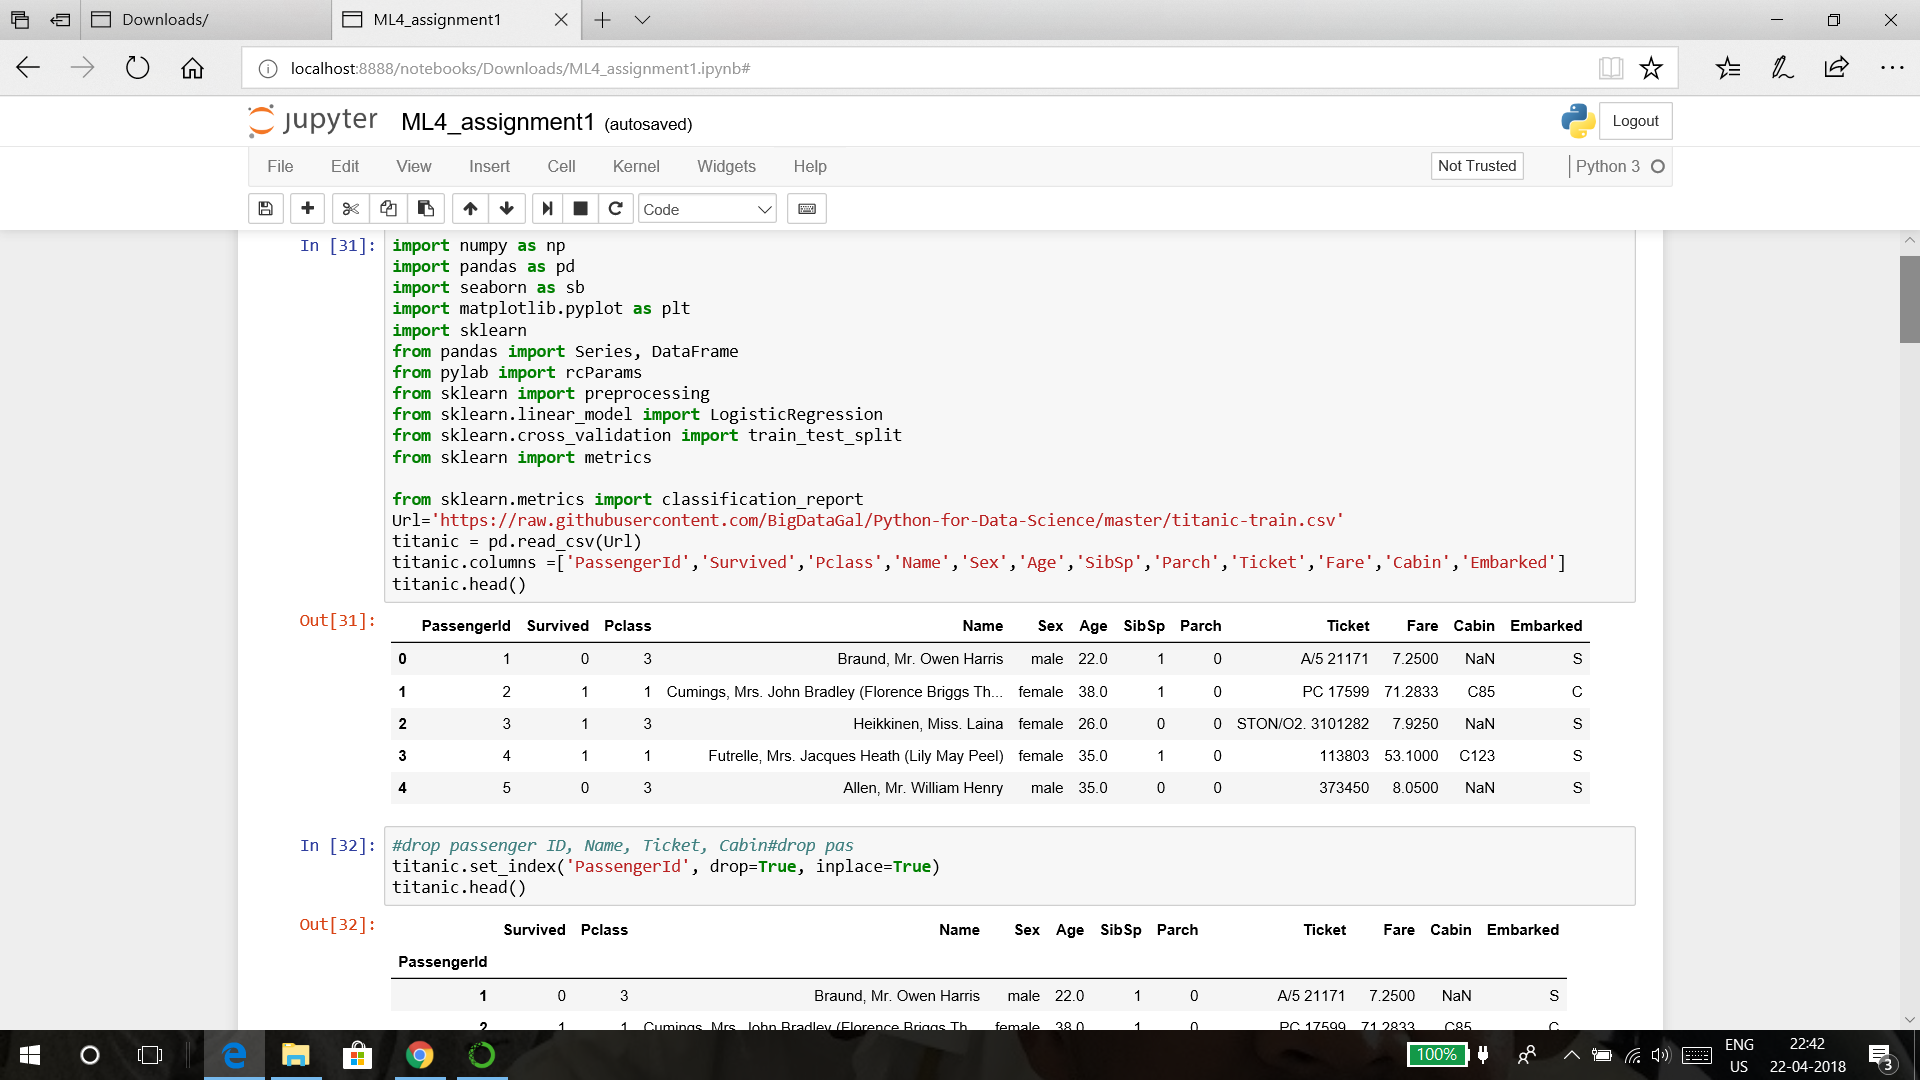 Downloads/
ML4_assignment1
localhost:8888/notebooks/Downloads/ML4_assignment1.ipynb#
jupyter ML4_assignment1 (autosaved)
Logout
File Edit View Insert Cell Kernel Widgets Help
Not Trusted
Python 3
Code
In [31]:
import numpy as np
import pandas as pd
import seaborn as sb
import matplotlib.pyplot as plt
import sklearn
from pandas import Series, DataFrame
from pylab import rcParams
from sklearn import preprocessing
from sklearn.linear_model import LogisticRegression
from sklearn.cross_validation import train_test_split
from sklearn import metrics
from sklearn.metrics import classification_report
Url='https://raw.githubusercontent.com/BigDataGal/Python-for-Data-Science/master/titanic-train.csv'
titanic = pd.read_csv(Url)
titanic.columns =['PassengerId','Survived','Pclass','Name','Sex','Age','SibSp','Parch','Ticket','Fare','Cabin','Embarked']
titanic.head()
Out[31]:
PassengerId Survived Pclass Name Sex Age SibSp Parch Ticket Fare Cabin Embarked
0 1 0 3 Braund, Mr. Owen Harris male 22.0 1 0 A/5 21171 7.2500 NaN S
1 2 1 1 Cumings, Mrs. John Bradley (Florence Briggs Th... female 38.0 1 0 PC 17599 71.2833 C85 C
2 3 1 3 Heikkinen, Miss. Laina female 26.0 0 0 STON/O2. 3101282 7.9250 NaN S
3 4 1 1 Futrelle, Mrs. Jacques Heath (Lily May Peel) female 35.0 1 0 113803 53.1000 C123 S
4 5 0 3 Allen, Mr. William Henry male 35.0 0 0 373450 8.0500 NaN S
In [32]:
#drop passenger ID, Name, Ticket, Cabin#drop pas
titanic.set_index('PassengerId', drop=True, inplace=True)
titanic.head()
Out[32]:
Survived Pclass Name Sex Age SibSp Parch Ticket Fare Cabin Embarked
PassengerId
1 0 3 Braund, Mr. Owen Harris male 22.0 1 0 A/5 21171 7.2500 NaN S
2 1 1 Cumings, Mrs. John Bradley (Florence Briggs Th... female 38.0 1 0 PC 17599 71.2833 C85 C
100%
ENG
US
22:42
22-04-2018
3